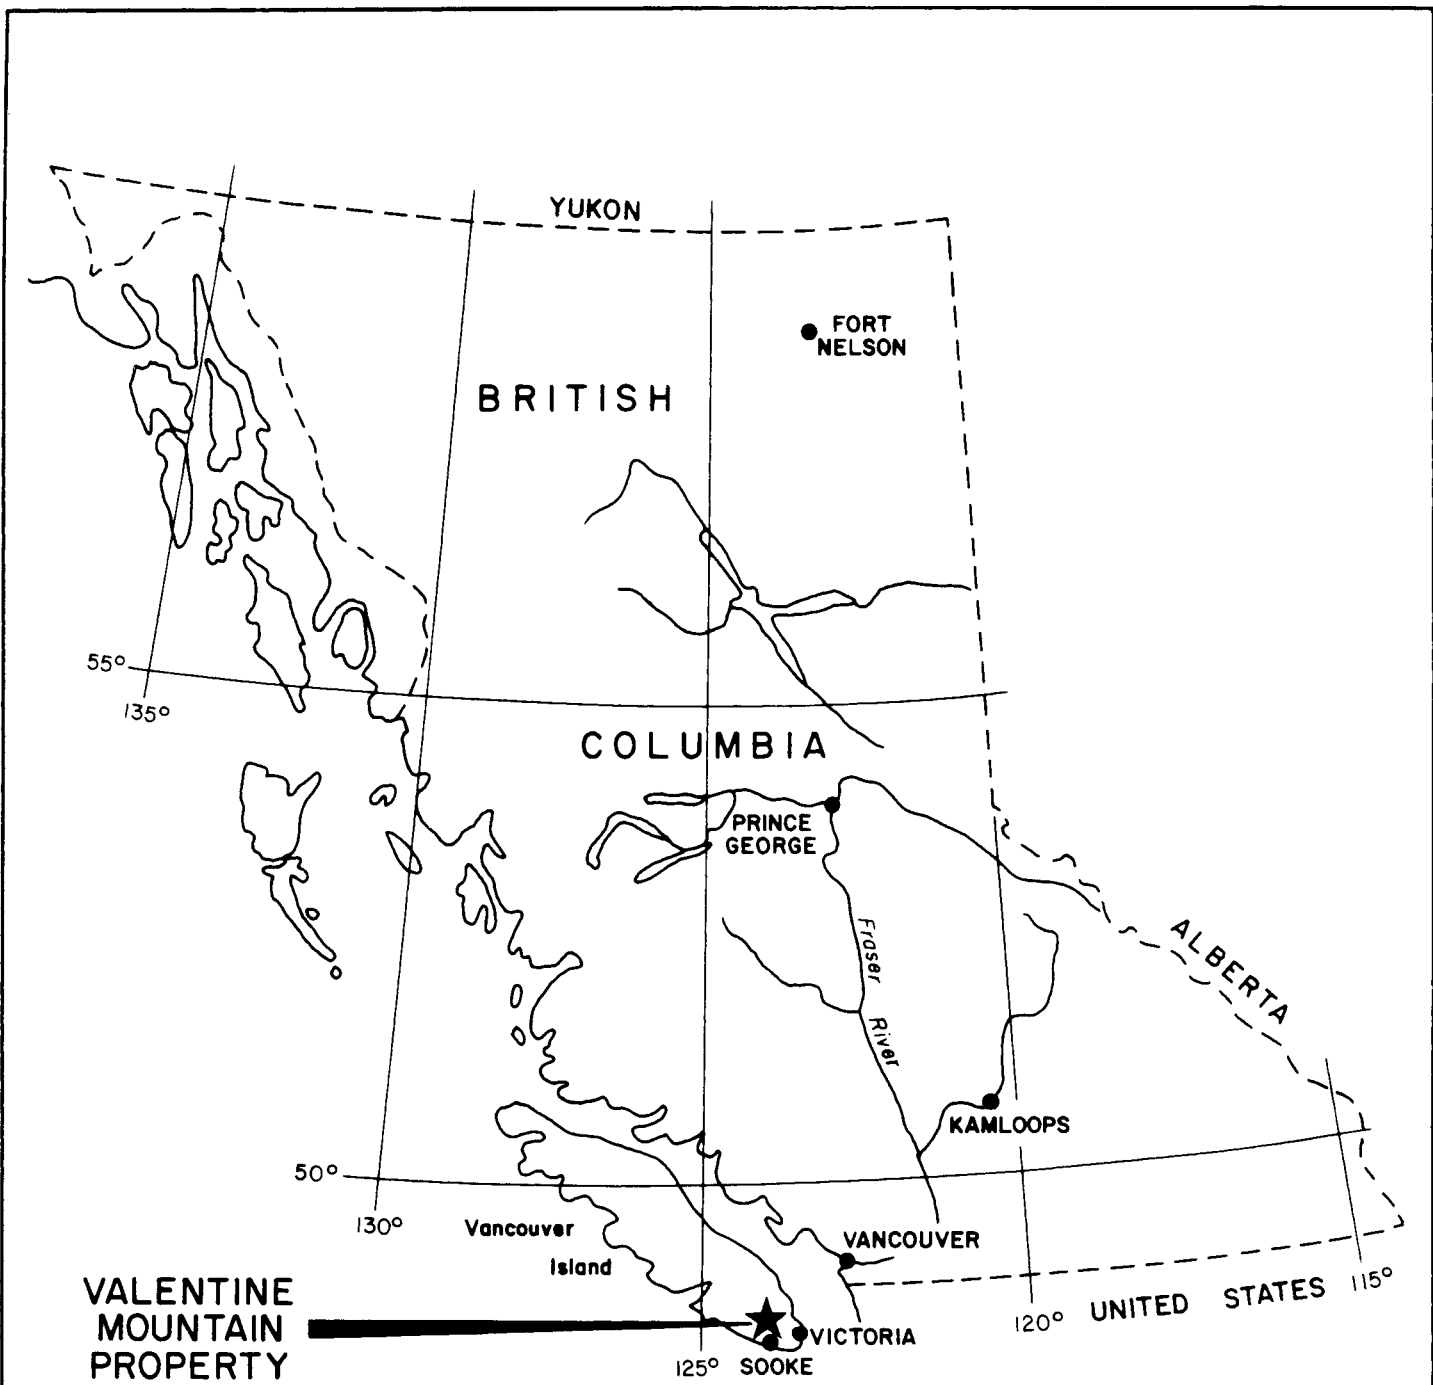 YUKON
FORT
NELSON
BRITISH
55°
135°
COLUMBIA
PRINCE
GEORGE
Fraser
River
ALBERTA
KAMLOOPS
50°
130°
Vancouver
Island
VANCOUVER
VALENTINE
MOUNTAIN
PROPERTY
VICTORIA
125°
SOOKE
120°
UNITED STATES
115°